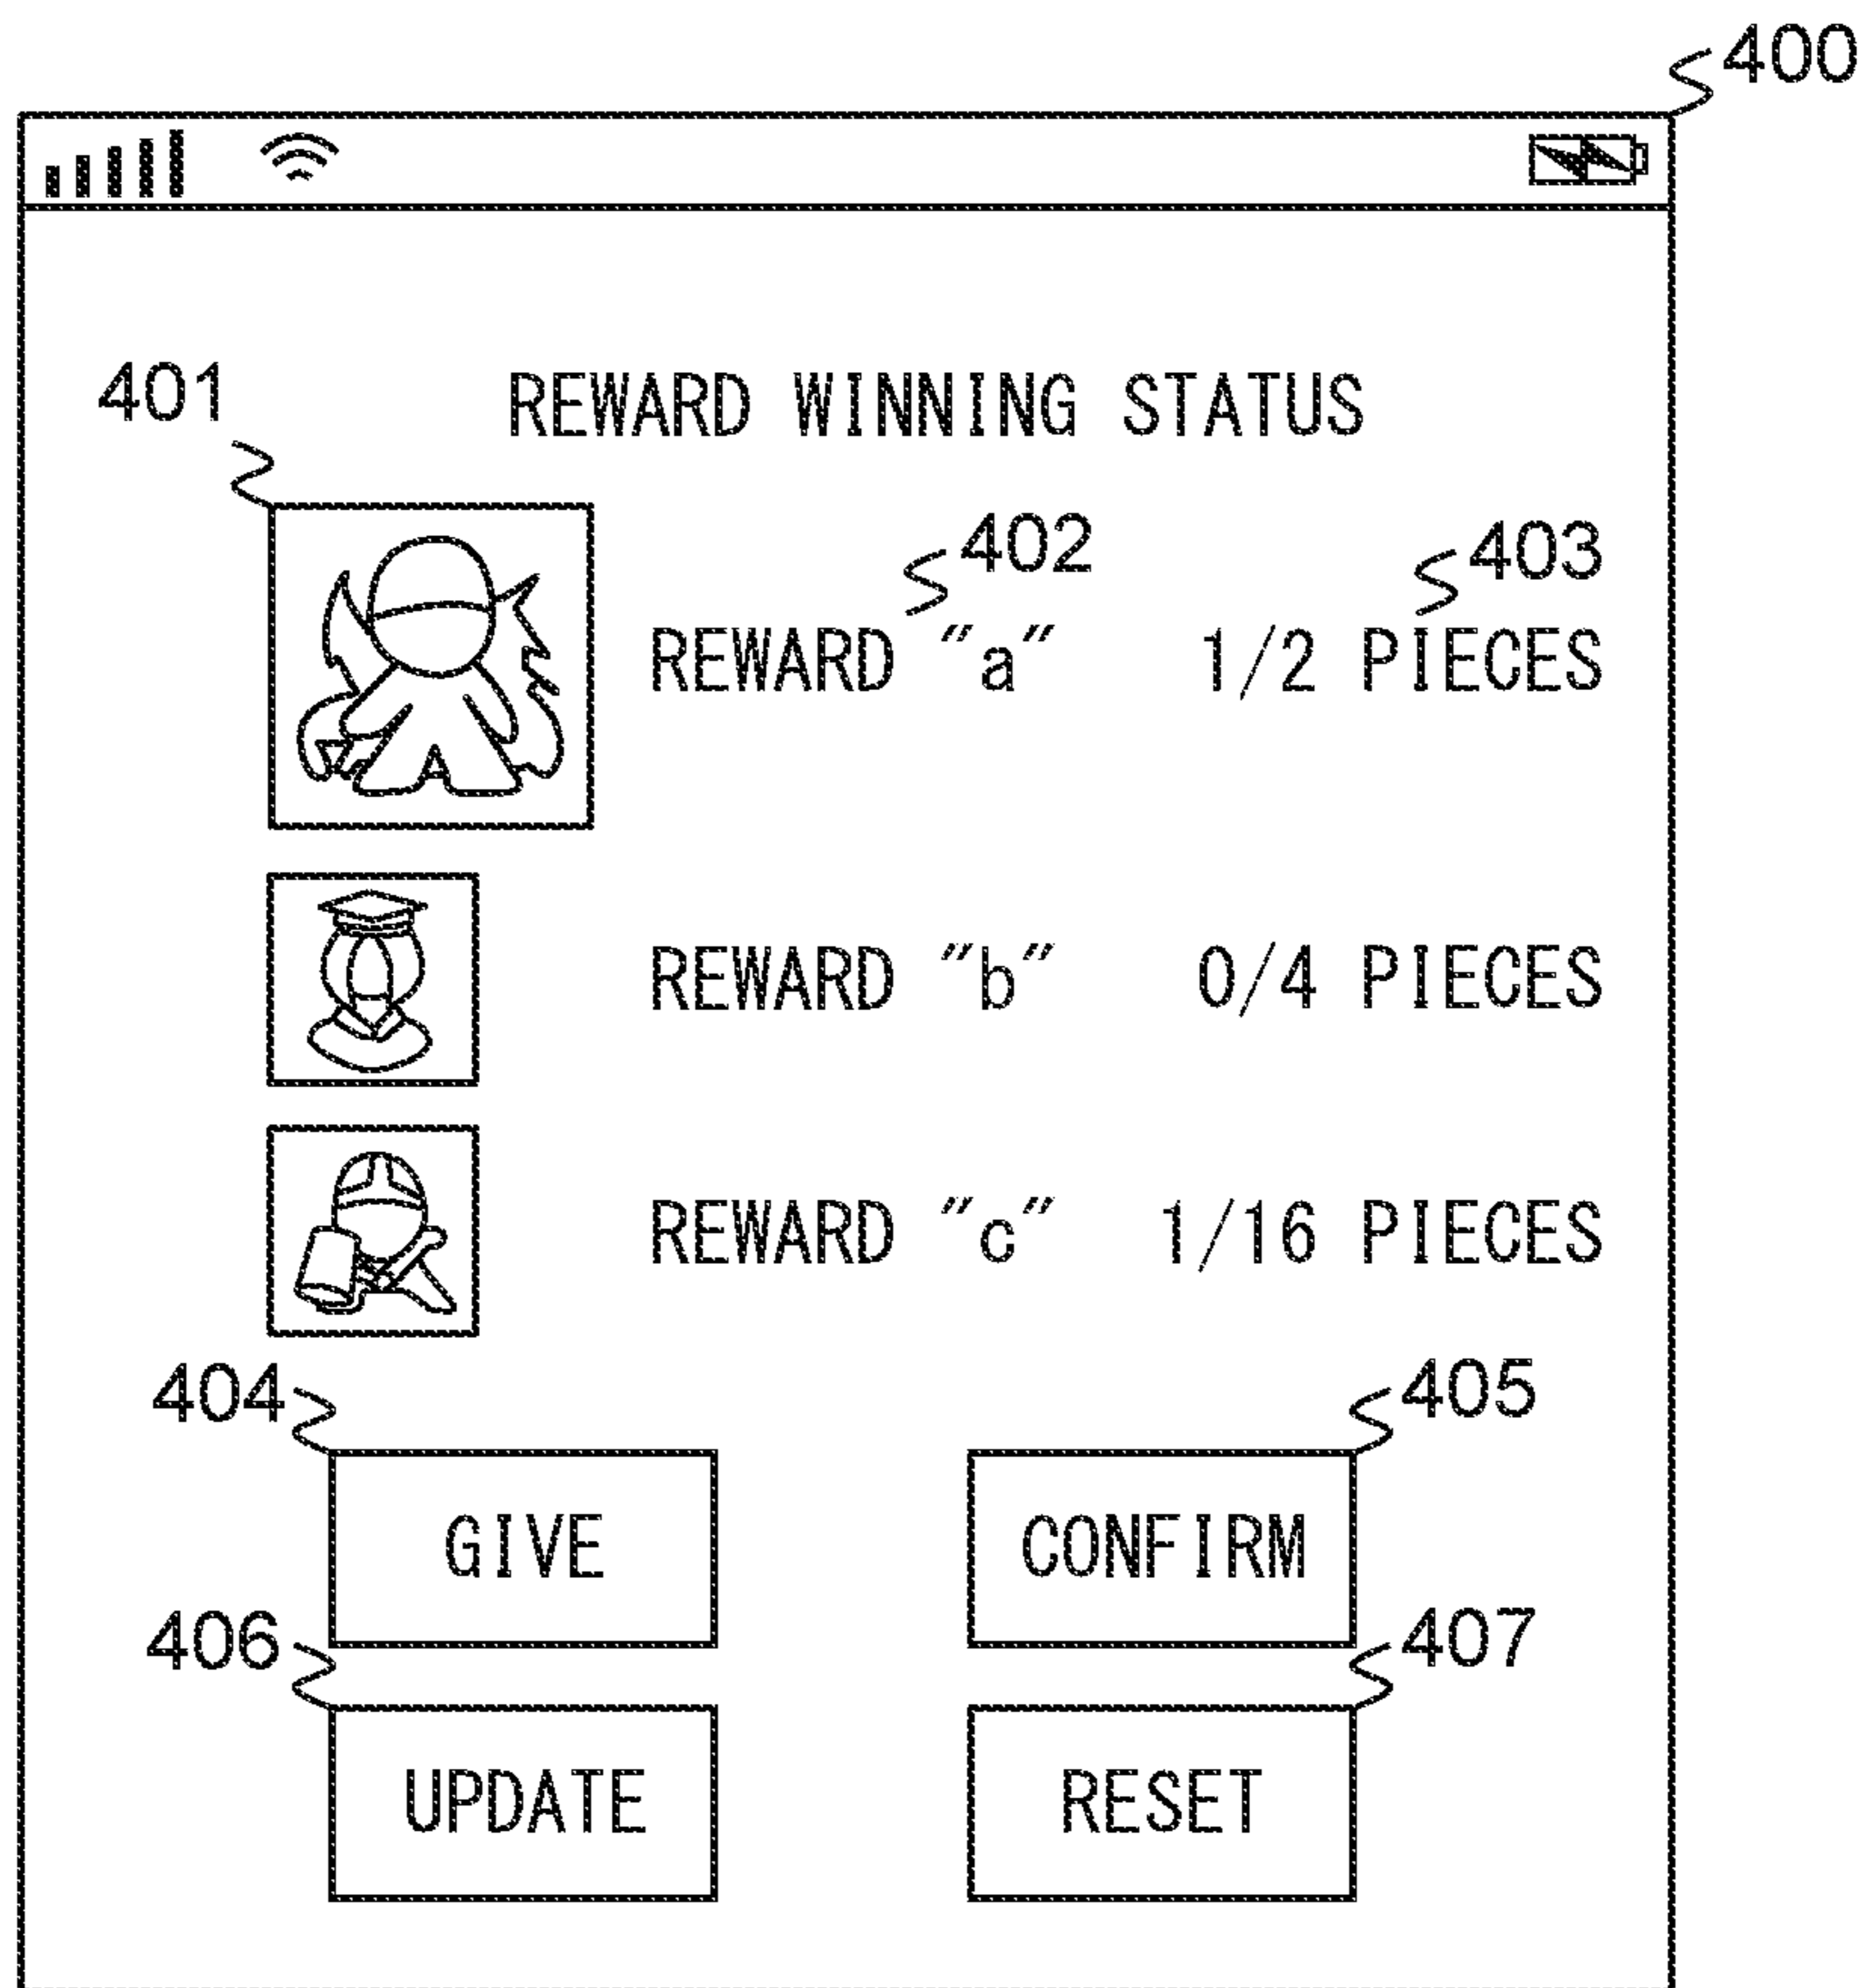 400
401
REWARD WINNING STATUS
402
403
REWARD "a" 1/2 PIECES
REWARD "b" 0/4 PIECES
REWARD "c" 1/16 PIECES
404
405
GIVE
CONFIRM
406
407
UPDATE
RESET